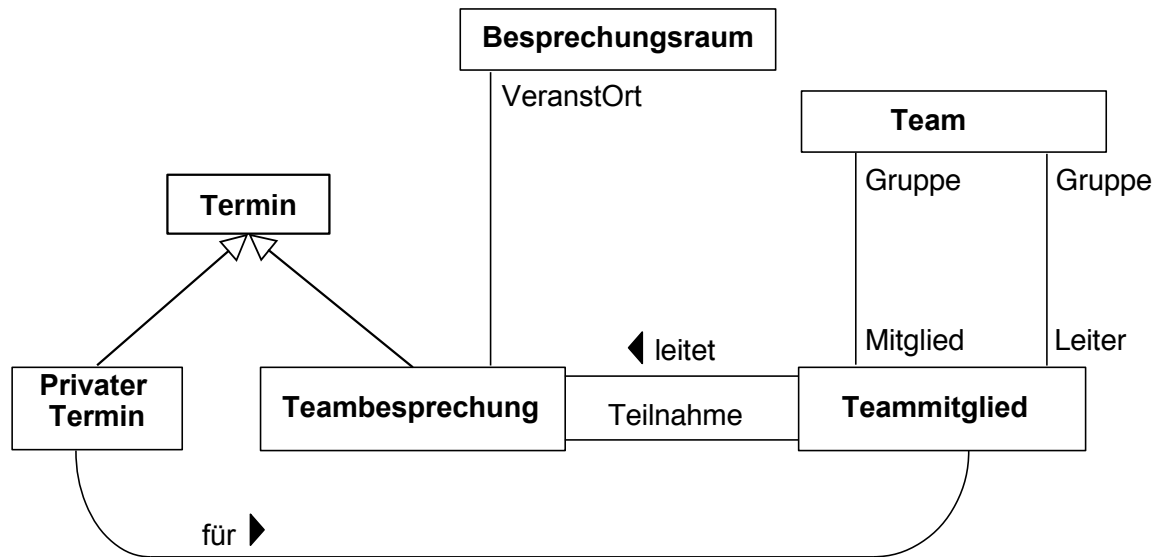 Besprechungsraum
VeranstOrt
Team
Gruppe
Gruppe
Termin
Mitglied
Leiter
leitet
Privater
Termin
Teambesprechung
Teilnahme
Teammitglied
für